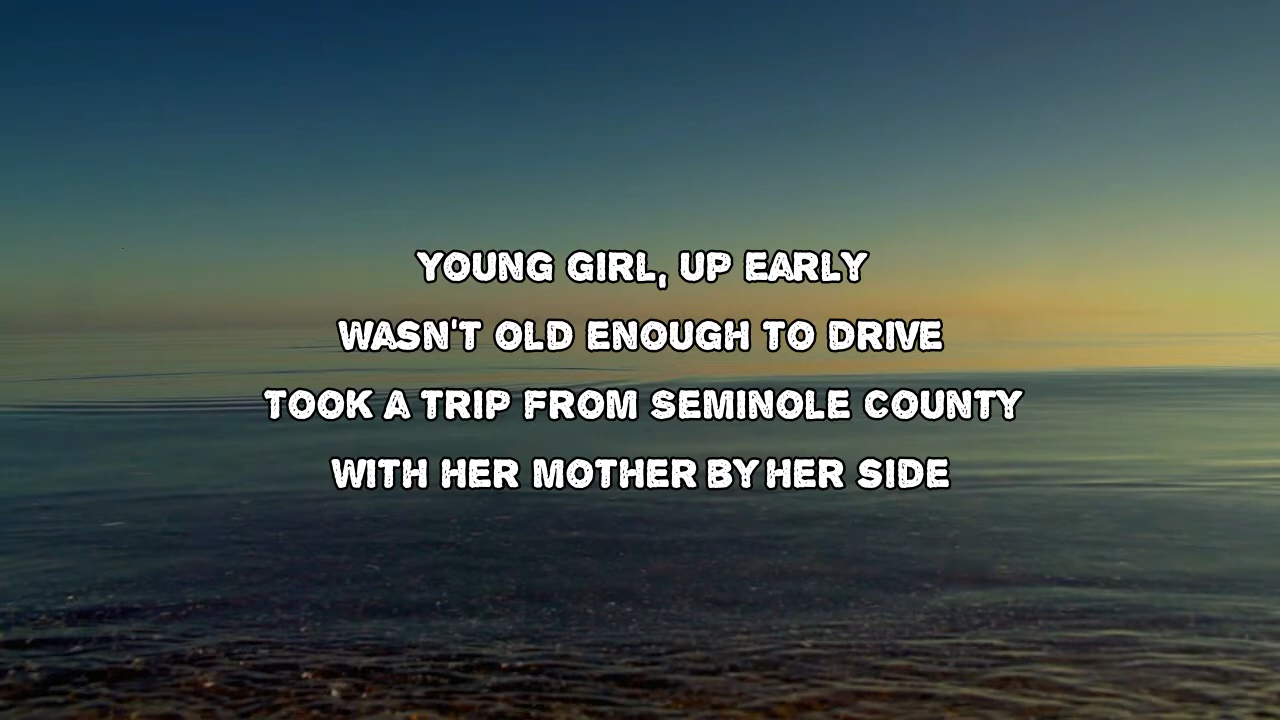 YOUNG GIRL, UP EARLY
WASN'T OLD ENOUGH TO DRIVE
TOOK A TRIP FROM SEMINOLE COUNTY
WITH HER MOTHER BY HER SIDE